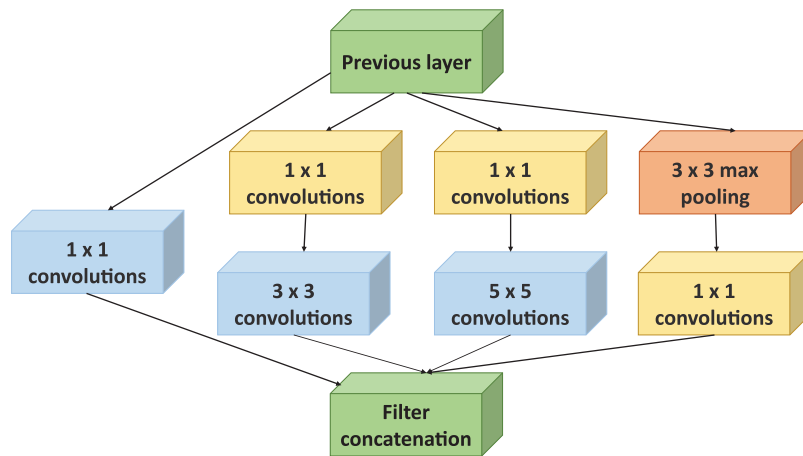 Previous layer
1 x 1
convolutions
1 x 1
convolutions
3 x 3 max
pooling
1 x 1
convolutions
3 x 3
convolutions
5 x 5
convolutions
1 x 1
convolutions
Filter
concatenation